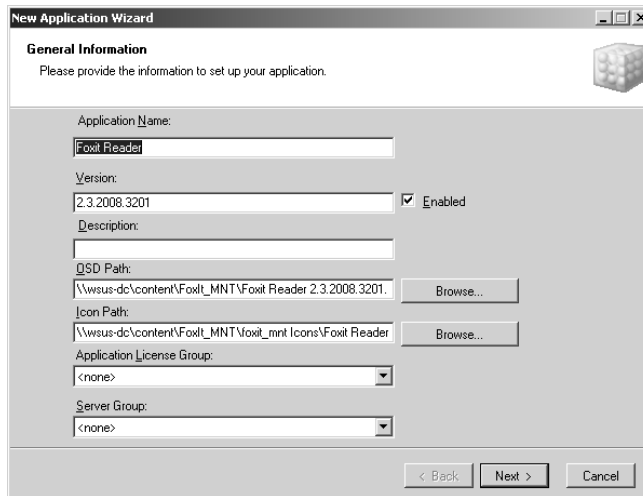 New Application Wizard
General Information
Please provide the information to set up your application.
Application Name:
Foxit Reader
Version:
2.3.2008.3201
Enabled
Description:
OSD Path:
\\wsus-dc\content\FoxIt_MNT\Foxit Reader 2.3.2008.3201.
Browse...
Icon Path:
\\wsus-dc\content\FoxIt_MNT\foxit_mnt Icons\Foxit Reader
Browse...
Application License Group:
<none>
Server Group:
<none>
< Back
Next >
Cancel